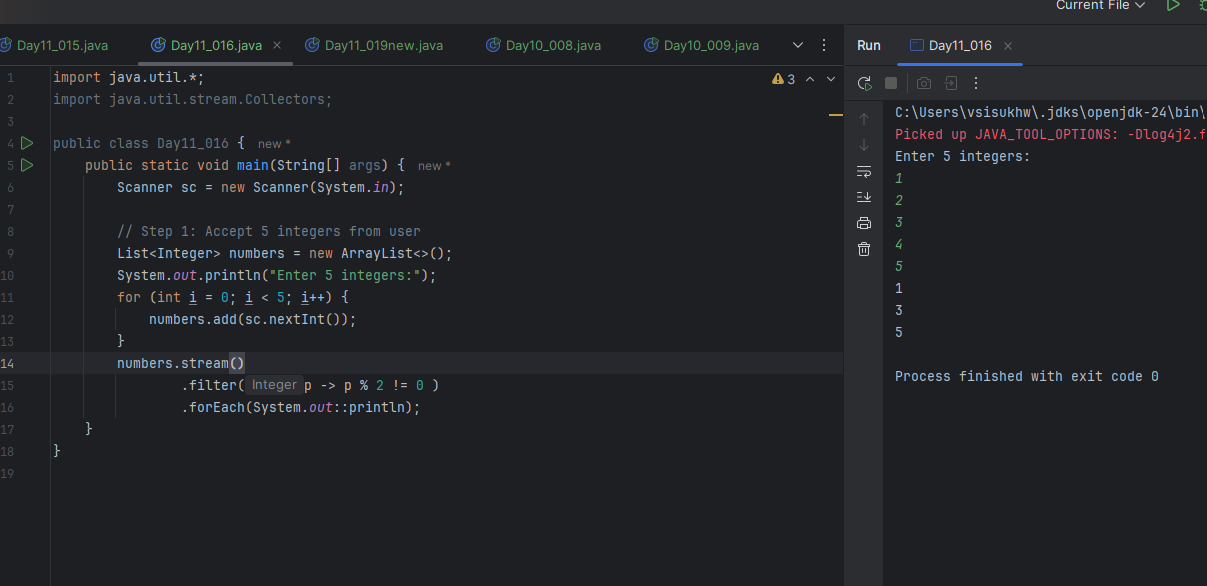 Current File
Day11_015.java
Day11_016.java
Day11_019new.java
Day10_008.java
Day10_009.java
3
1 import java.util.*;
2 import java.util.stream.Collectors;
3
4 public class Day11_016 { new *
5 public static void main(String[] args) { new *
6 Scanner sc = new Scanner(System.in);
7
8 // Step 1: Accept 5 integers from user
9 List<Integer> numbers = new ArrayList<>();
10 System.out.println("Enter 5 integers:");
11 for (int i = 0; i < 5; i++) {
12 numbers.add(sc.nextInt());
13 }
14 numbers.stream()
15 .filter( Integer p -> p % 2 != 0 )
16 .forEach(System.out::println);
17 }
18 }
19
Run
Day11_016
C:\Users\vsisukhw\.jdks\openjdk-24\bin\
Picked up JAVA_TOOL_OPTIONS: -Dlog4j2.f
Enter 5 integers:
1
2
3
4
5
1
3
5
Process finished with exit code 0